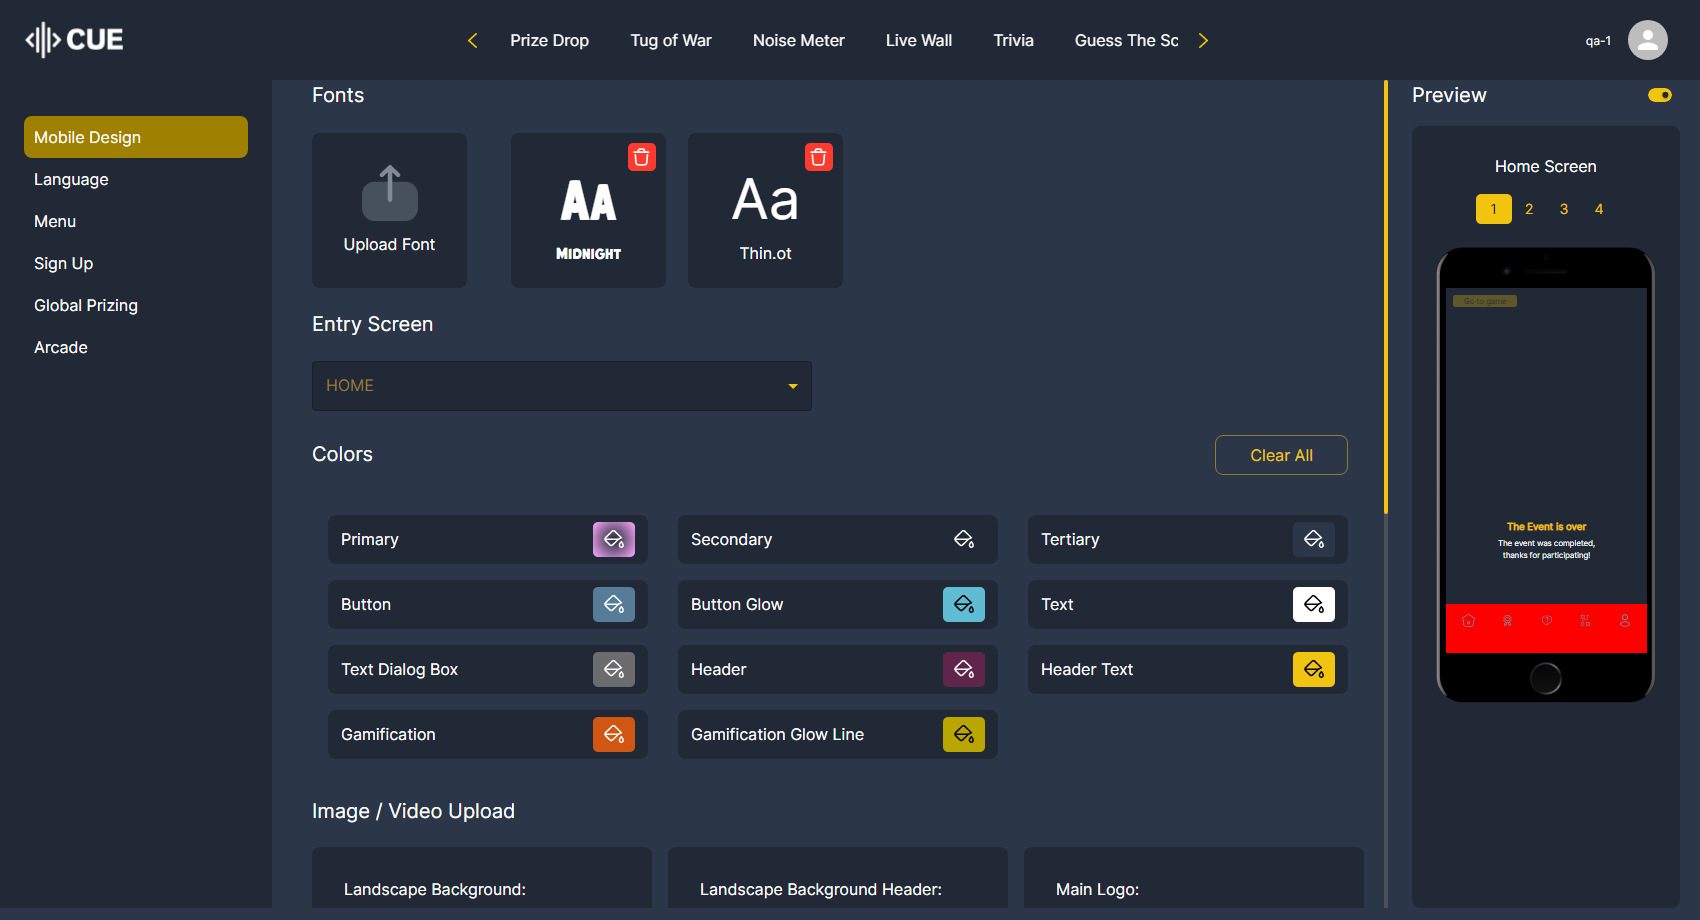 CUE
Prize Drop
Tug of War
Noise Meter
Live Wall
Trivia
Guess The Sc
qa-1
Mobile Design
Language
Menu
Sign Up
Global Prizing
Arcade
Fonts
Upload Font
AA
MIDNIGHT
Aa
Thin.ot
Entry Screen
HOME
Colors
Clear All
Primary
Secondary
Tertiary
Button
Button Glow
Text
Text Dialog Box
Header
Header Text
Gamification
Gamification Glow Line
Image / Video Upload
Landscape Background:
Landscape Background Header:
Main Logo:
Preview
Home Screen
1 2 3 4
Go to game
The Event is over
The event was completed,
thanks for participating!